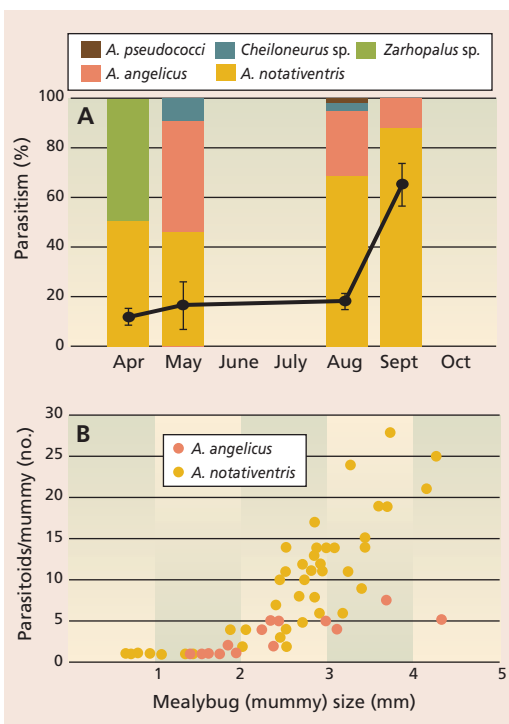 A. pseudococci Cheiloneurus sp. Zarhopalus sp.
A. angelicus A. notativentris
A
Parasitism (%)
100
80
60
40
20
0
Apr May June July Aug Sept Oct
B
A. angelicus
A. notativentris
Parasitoids/mummy (no.)
30
25
20
15
10
5
0
1 2 3 4 5
Mealybug (mummy) size (mm)